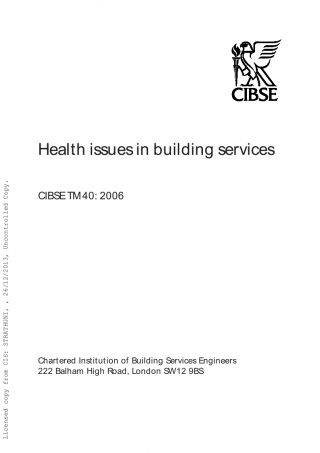 CIBSE
Health issues in building services
CIBSE TM40: 2006
Chartered Institution of Building Services Engineers
222 Balham High Road, London SW12 9BS
Licensed copy from CIS: STRATHUNI, , 26/12/2013, Uncontrolled Copy.